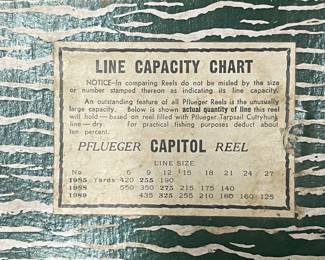 LINE CAPACITY CHART
NOTICE-In comparing Reels do not be misled by the size
or number stamped thereon as indicating its line capacity.
An outstanding feature of all Pflueger Reels is the unusually
large capacity. Below is shown actual quantity of line this reel
will hold—based on reel filled with Pflueger Tarpsail Cuttyhunk
line—dry. For practical fishing purposes deduct about
ten percent.
PFLUEGER CAPITOL REEL
LINE SIZE
No 6 9 12 15 18 21 24 27
1985 Yards 420 255 190
1988 550 350 275 215 175 140
1989 435 325 255 210 180 160 125